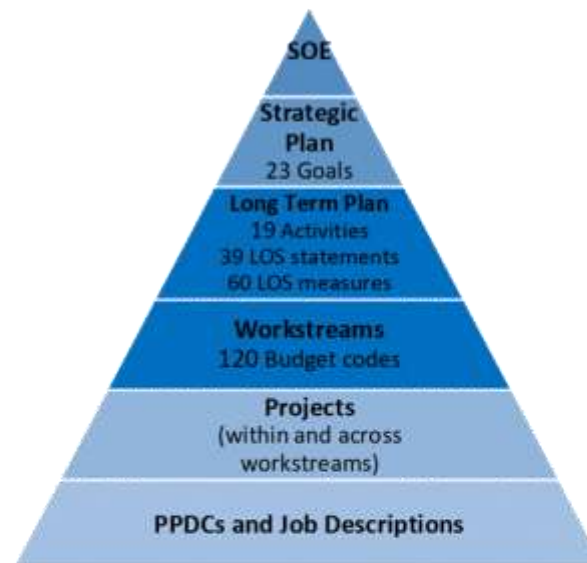 SOE
Strategic
Plan
23 Goals
Long Term Plan
19 Activities
39 LOS statements
60 LOS measures
Workstreams
120 Budget codes
Projects
(within and across
workstreams)
PPDCs and Job Descriptions